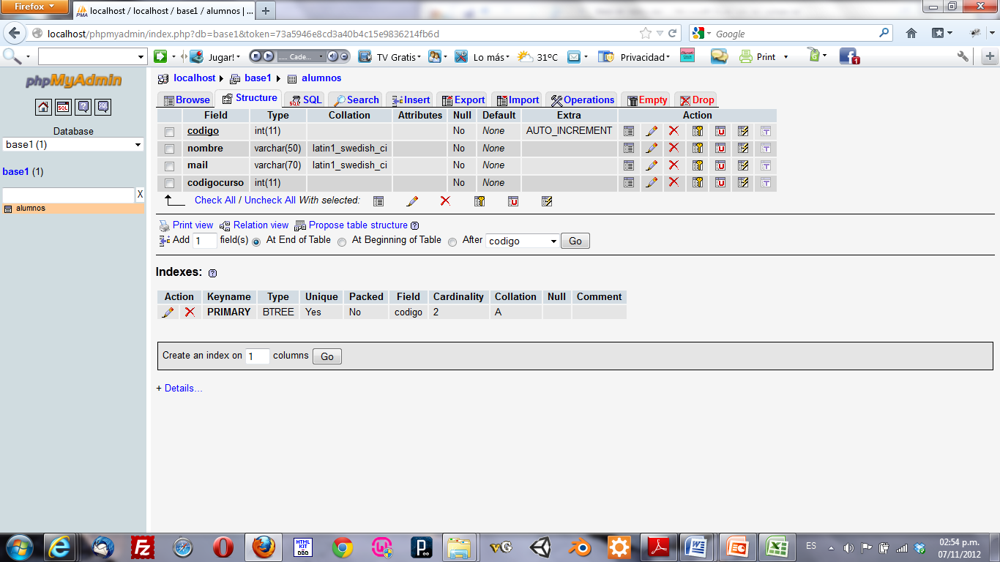 Firefox
localhost / localhost / base1 / alumnos | ...
localhost/phpmyadmin/index.php?db=base1&token=73a5946e8cd3a40b4c15e9836214fb6d
Google
Jugar! ..... Cade... TV Gratis Lo más 31ºC Privacidad Print 1
phpMyAdmin
SQL
Database
base1 (1)
base1 (1)
X
alumnos
localhost base1 alumnos
Browse Structure SQL Search Insert Export Import Operations Empty Drop
Field Type Collation Attributes Null Default Extra Action
codigo int(11) No None AUTO_INCREMENT
nombre varchar(50) latin1_swedish_ci No None
mail varchar(70) latin1_swedish_ci No None
codigocurso int(11) No None
Check All / Uncheck All With selected:
Print view Relation view Propose table structure
Add 1 field(s) At End of Table At Beginning of Table After codigo Go
Indexes:
Action Keyname Type Unique Packed Field Cardinality Collation Null Comment
PRIMARY BTREE Yes No codigo 2 A
Create an index on 1 columns Go
+ Details...
HTML KIT
ES 02:54 p.m.
07/11/2012